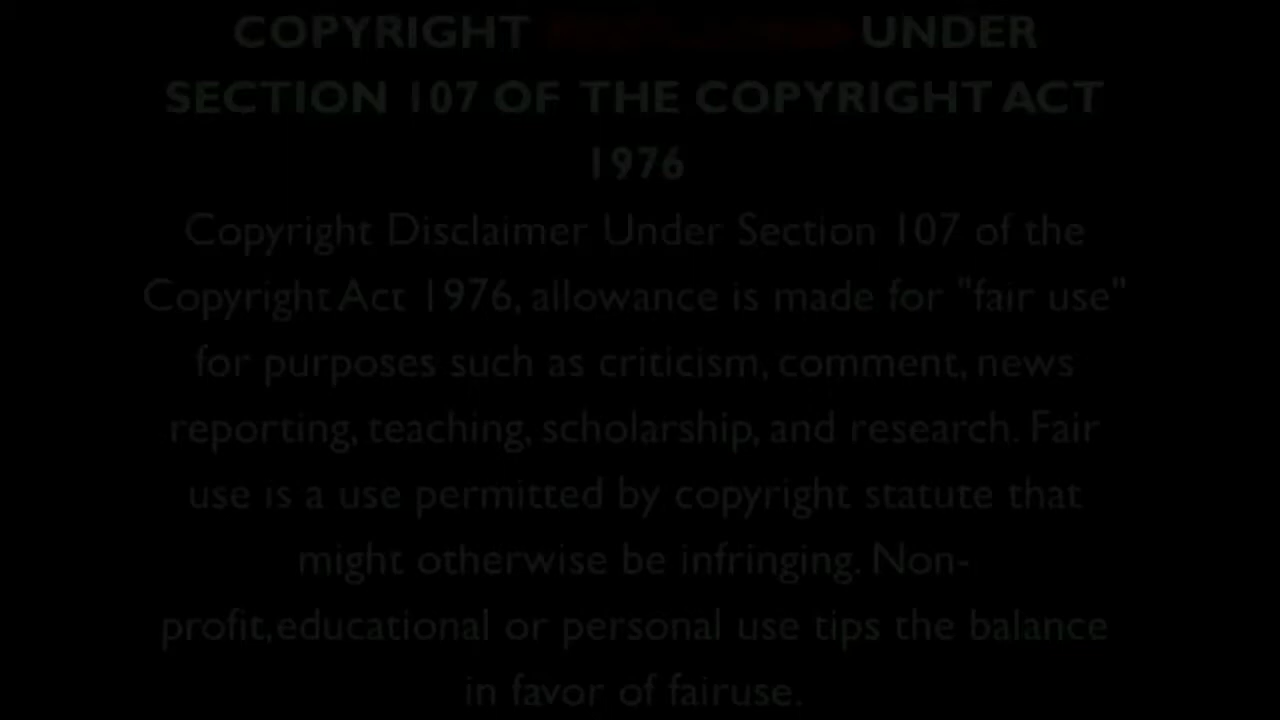 COPYRIGHT UNDER
SECTION 107 OF THE COPYRIGHT ACT
1976
Copyright Disclaimer Under Section 107 of the
Copyright Act 1976, allowance is made for "fair use"
for purposes such as criticism, comment, news
reporting, teaching, scholarship, and research. Fair
use is a use permitted by copyright statute that
might otherwise be infringing. Non-
profit,educational or personal use tips the balance
in favor of fairuse.